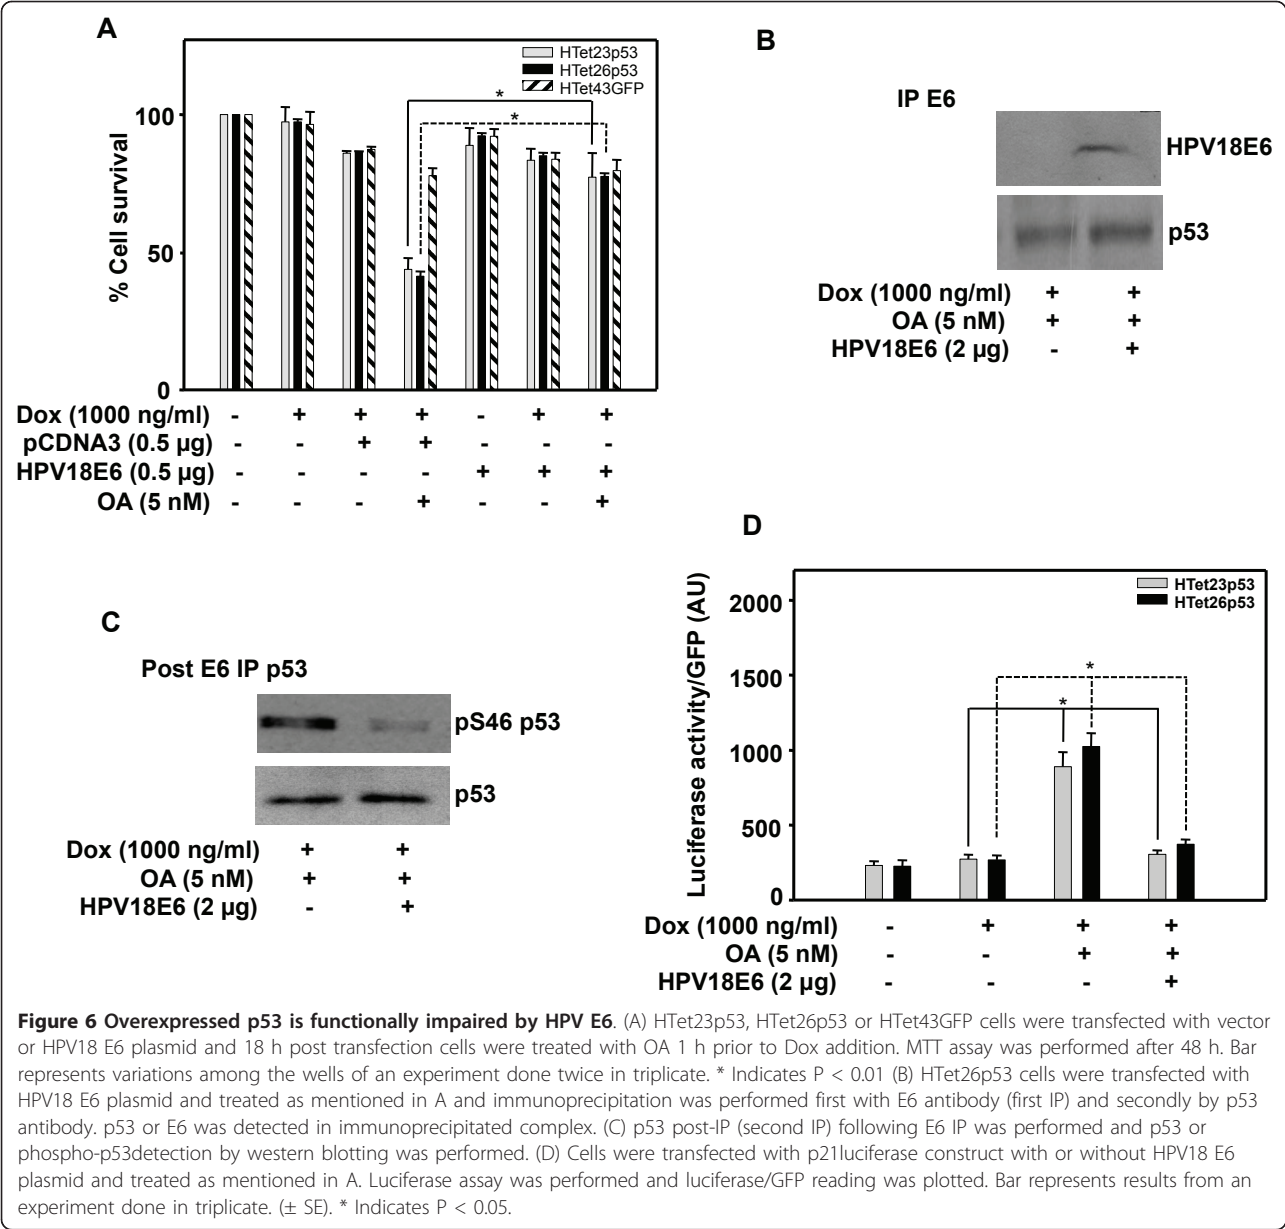 A
HTet23p53
HTet26p53
HTet43GFP
*
*
100
50
0
% Cell survival
Dox (1000 ng/ml) - + + + - + +
pCDNA3 (0.5 µg) - - + + - - -
HPV18E6 (0.5 µg) - - - - + + +
OA (5 nM) - - - + - - +
B
IP E6
HPV18E6
p53
Dox (1000 ng/ml) + +
OA (5 nM) + +
HPV18E6 (2 µg) - +
C
Post E6 IP p53
pS46 p53
p53
Dox (1000 ng/ml) + +
OA (5 nM) + +
HPV18E6 (2 µg) - +
D
HTet23p53
HTet26p53
*
*
2000
1500
1000
500
0
Luciferase activity/GFP (AU)
Dox (1000 ng/ml) - + + +
OA (5 nM) - - + +
HPV18E6 (2 µg) - - - +
Figure 6 Overexpressed p53 is functionally impaired by HPV E6. (A) HTet23p53, HTet26p53 or HTet43GFP cells were transfected with vector
or HPV18 E6 plasmid and 18 h post transfection cells were treated with OA 1 h prior to Dox addition. MTT assay was performed after 48 h. Bar
represents variations among the wells of an experiment done twice in triplicate. * Indicates P < 0.01 (B) HTet26p53 cells were transfected with
HPV18 E6 plasmid and treated as mentioned in A and immunoprecipitation was performed first with E6 antibody (first IP) and secondly by p53
antibody. p53 or E6 was detected in immunoprecipitated complex. (C) p53 post-IP (second IP) following E6 IP was performed and p53 or
phospho-p53detection by western blotting was performed. (D) Cells were transfected with p21luciferase construct with or without HPV18 E6
plasmid and treated as mentioned in A. Luciferase assay was performed and luciferase/GFP reading was plotted. Bar represents results from an
experiment done in triplicate. (± SE). * Indicates P < 0.05.